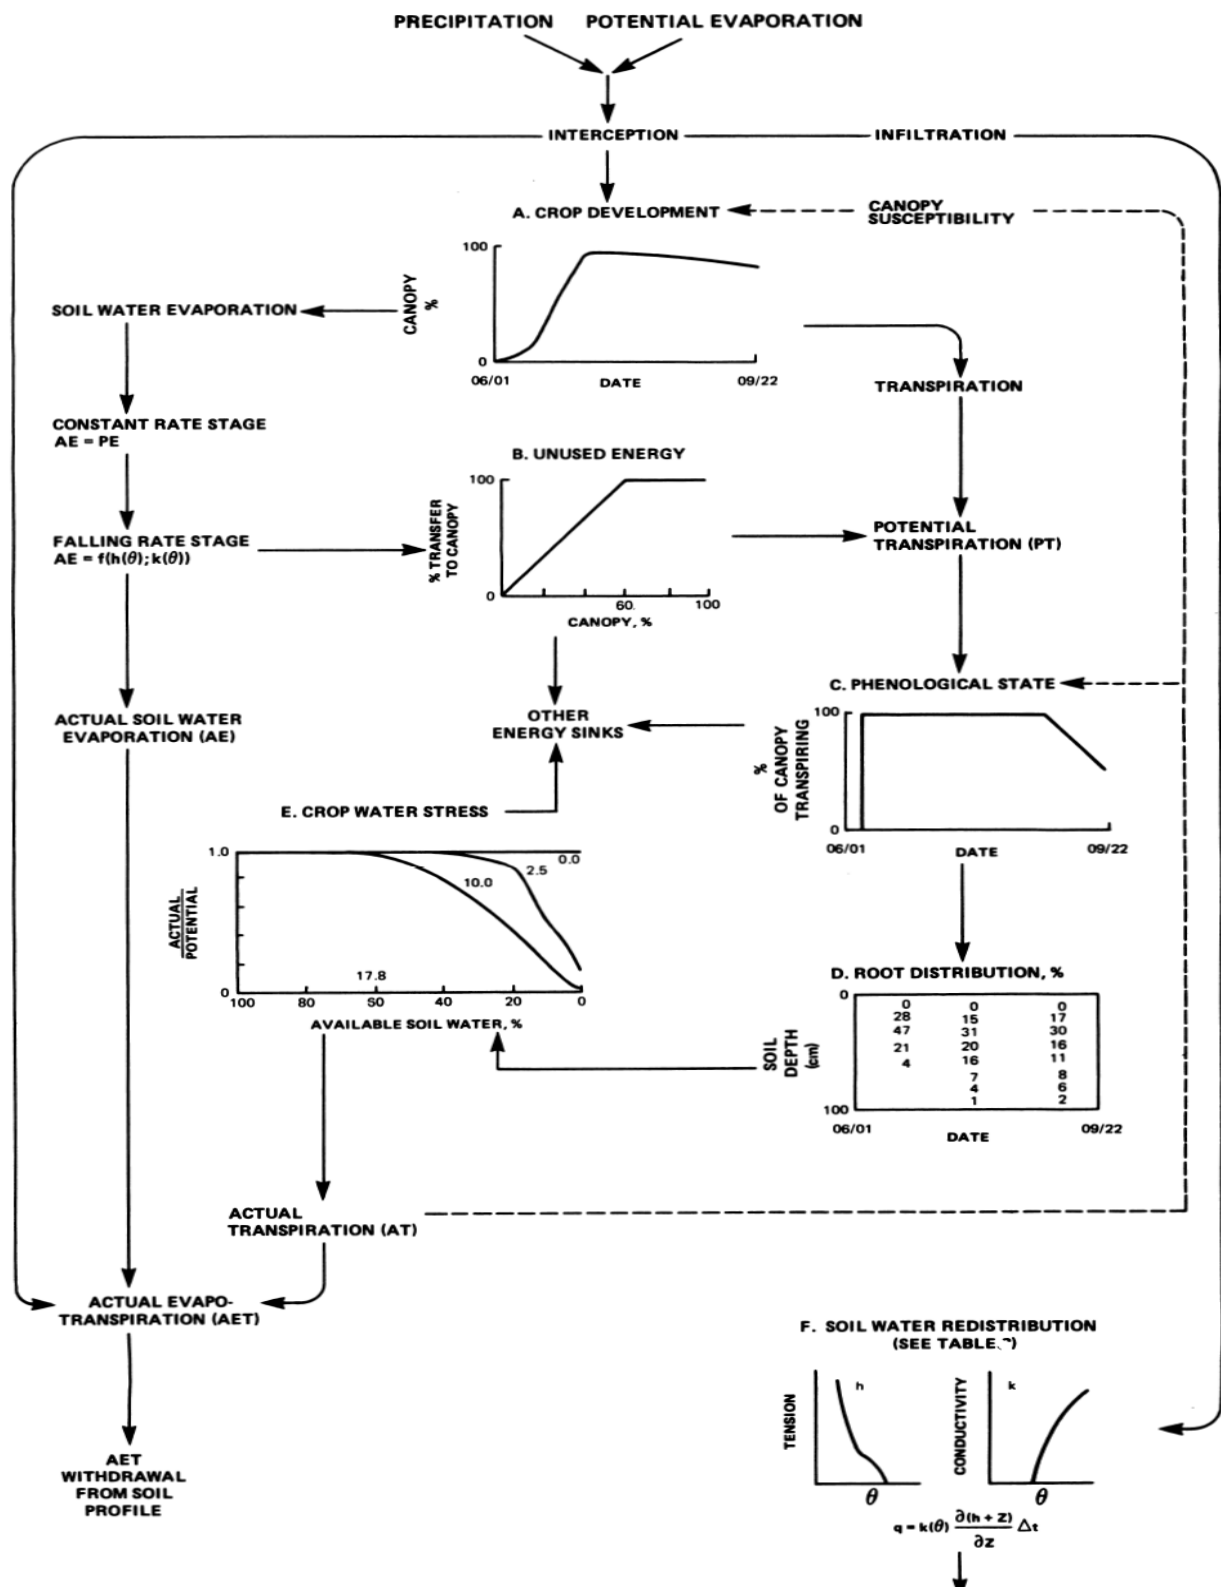 PRECIPITATION POTENTIAL EVAPORATION
INTERCEPTION INFILTRATION
A. CROP DEVELOPMENT
CANOPY
SUSCEPTIBILITY
100
CANOPY
%
0
06/01 DATE 09/22
SOIL WATER EVAPORATION
TRANSPIRATION
CONSTANT RATE STAGE
AE = PE
B. UNUSED ENERGY
100
% TRANSFER
TO CANOPY
0
60. 100
CANOPY, %
FALLING RATE STAGE
AE = f(h(θ); k(θ))
POTENTIAL
TRANSPIRATION (PT)
C. PHENOLOGICAL STATE
100
%
OF CANOPY
TRANSPIRING
0
06/01 DATE 09/22
ACTUAL SOIL WATER
EVAPORATION (AE)
OTHER
ENERGY SINKS
E. CROP WATER STRESS
1.0
ACTUAL
POTENTIAL
0
0.0
2.5
10.0
17.8
100 80 60 40 20 0
AVAILABLE SOIL WATER, %
D. ROOT DISTRIBUTION, %
0
SOIL
DEPTH
(cm)
100
0 0 0
28 15 17
47 31 30
21 20 16
4 16 11
7 8
4 6
1 2
06/01 DATE 09/22
ACTUAL
TRANSPIRATION (AT)
ACTUAL EVAPO-
TRANSPIRATION (AET)
AET
WITHDRAWAL
FROM SOIL
PROFILE
F. SOIL WATER REDISTRIBUTION
(SEE TABLE )
TENSION
h
θ
CONDUCTIVITY
k
θ
q = k(θ) ∂(h + Z)/∂Z Δt